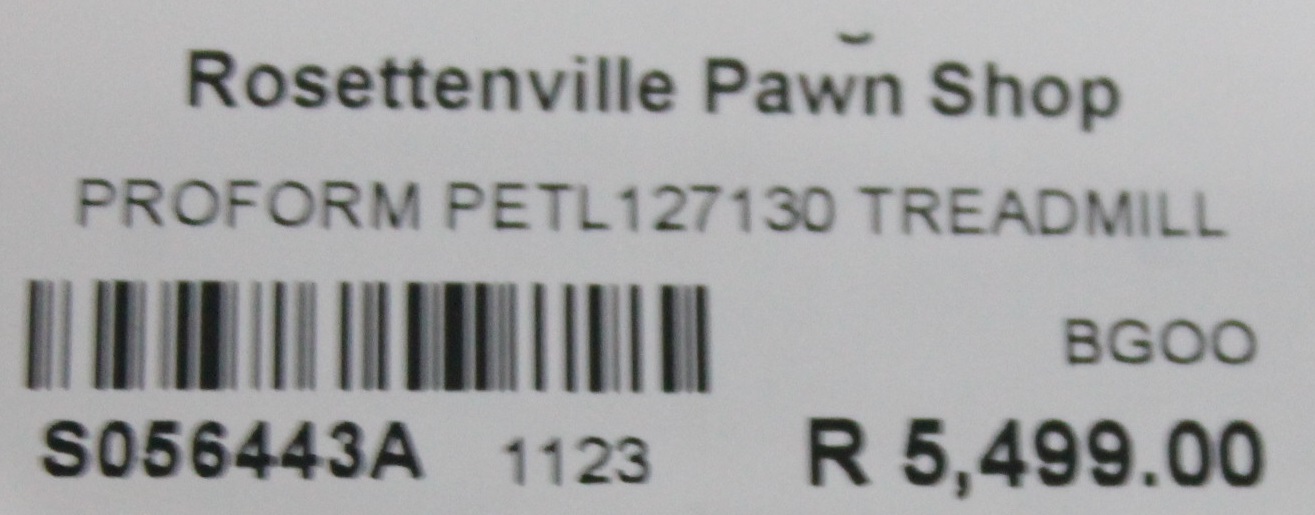 Rosettenville Pawn Shop
PROFORM PETL127130 TREADMILL
BGOO
S056443A 1123 R 5,499.00